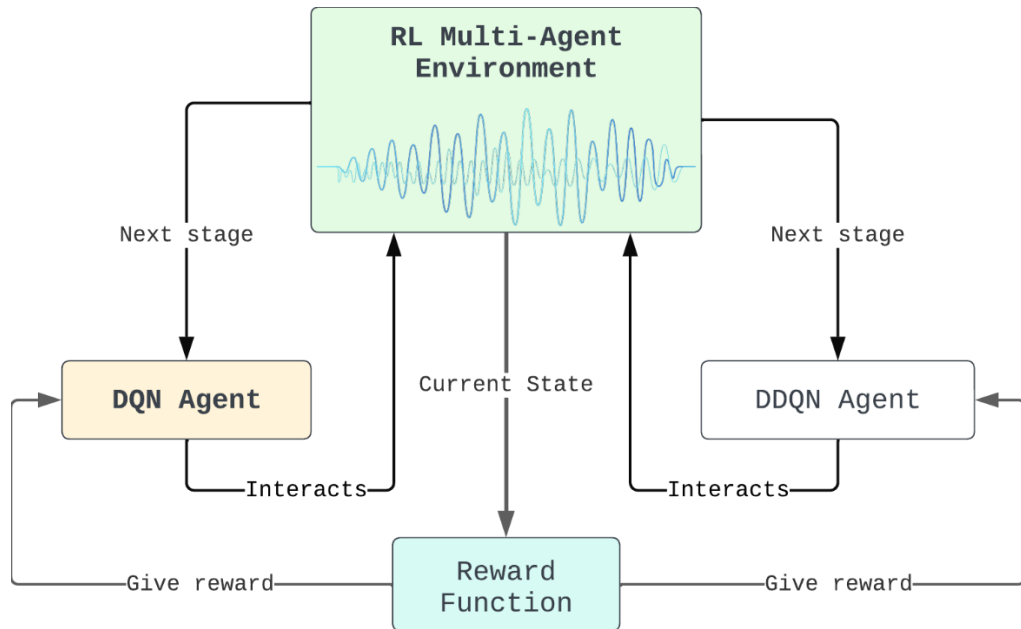 RL Multi-Agent
Environment
Next stage
Next stage
Current State
DQN Agent
DDQN Agent
Interacts
Interacts
Give reward
Reward
Function
Give reward